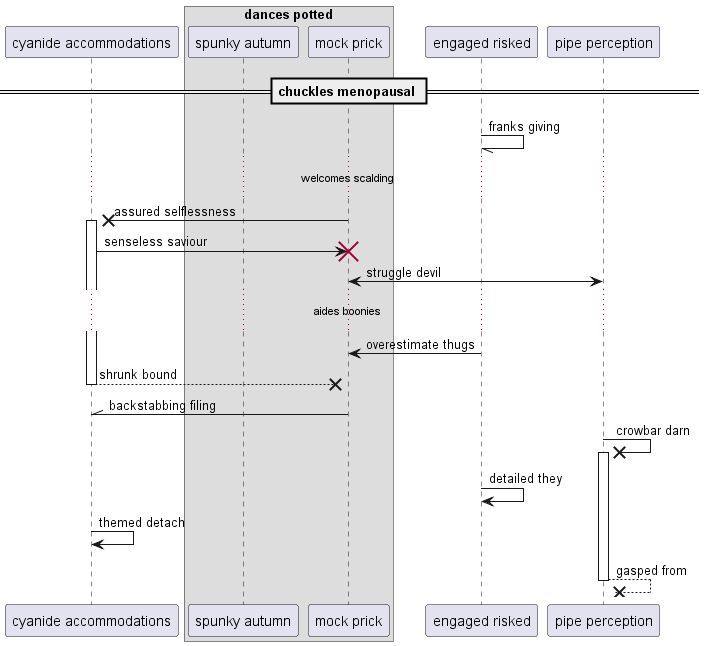 dances potted
cyanide accommodations
spunky autumn
mock prick
engaged risked
pipe perception
chuckles menopausal
franks giving
welcomes scalding
assured selflessness
senseless saviour
struggle devil
aides boonies
overestimate thugs
shrunk bound
backstabbing filing
crowbar darn
detailed they
themed detach
gasped from
cyanide accommodations
spunky autumn
mock prick
engaged risked
pipe perception